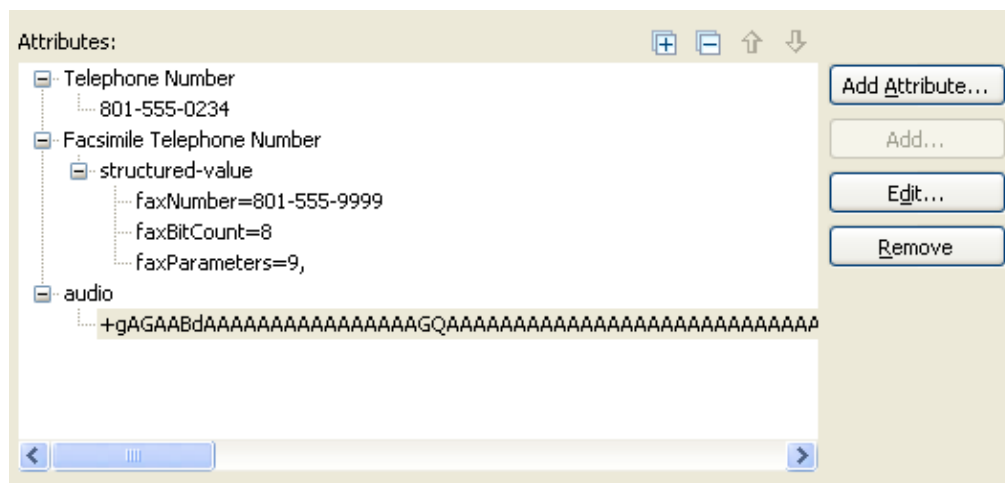 Attributes:
Telephone Number
801-555-0234
Facsimile Telephone Number
structured-value
faxNumber=801-555-9999
faxBitCount=8
faxParameters=9,
audio
+gAGAABdAAAAAAAAAAAAAAAAGQAAAAAAAAAAAAAAAAAAAAAAAAAAAA
Add Attribute...
Add...
Edit...
Remove